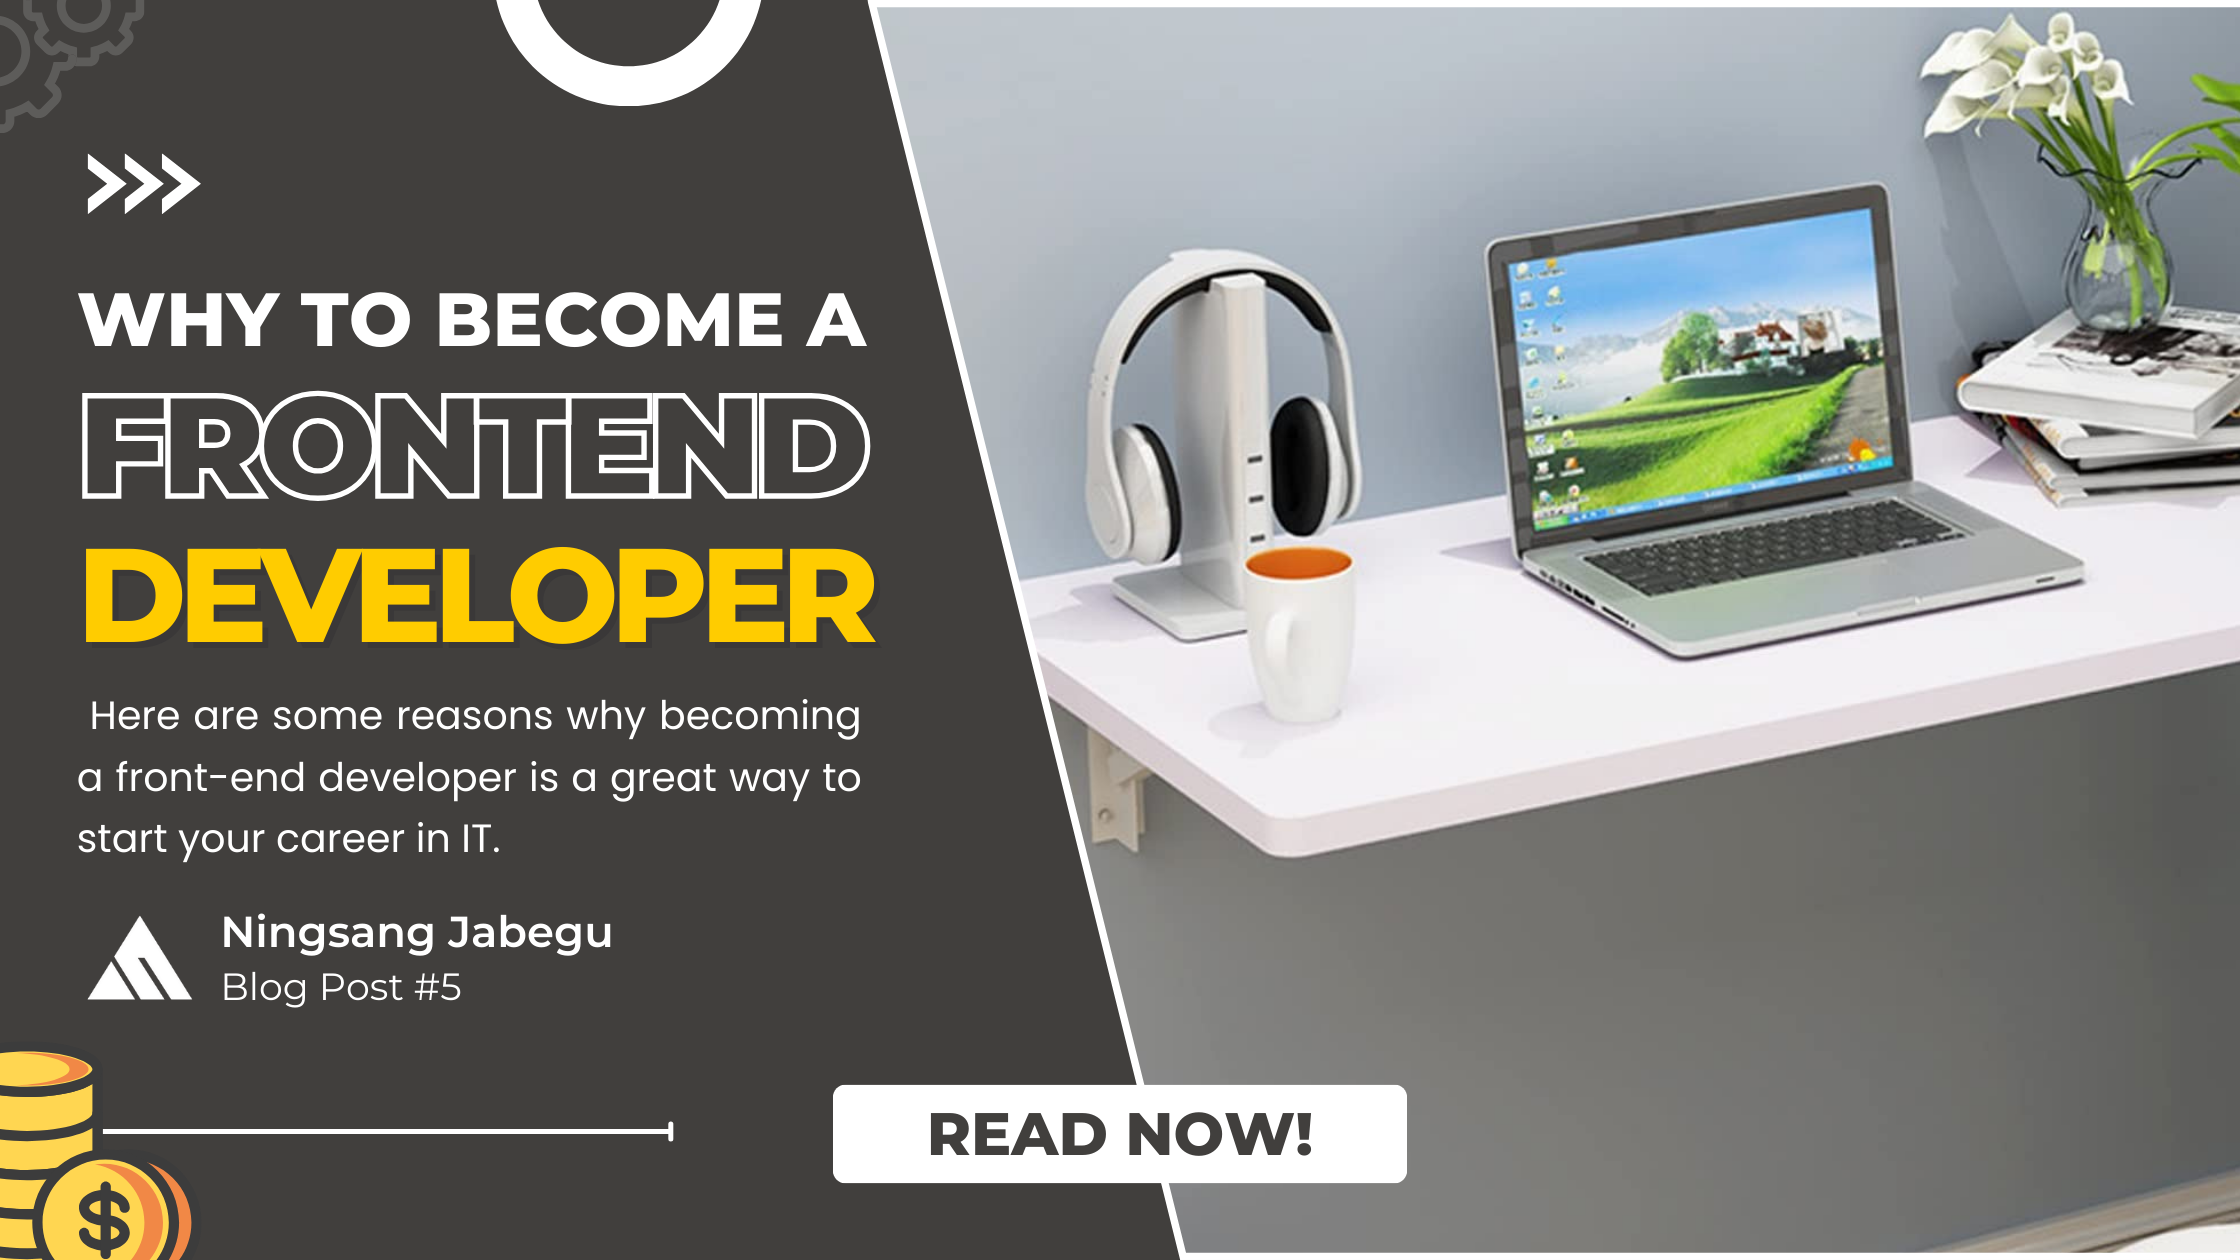 WHY TO BECOME A
FRONTEND
DEVELOPER
Here are some reasons why becoming
a front-end developer is a great way to
start your career in IT.
Ningsang Jabegu
Blog Post #5
$
READ NOW!